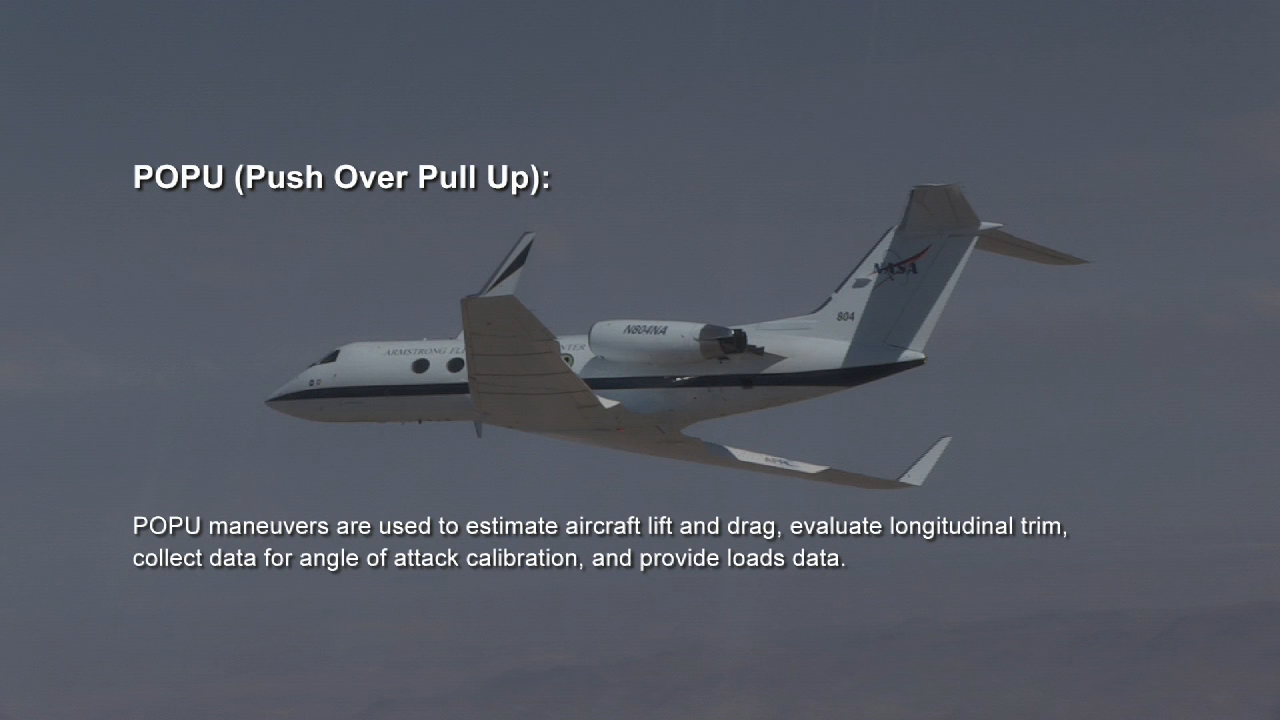 POPU (Push Over Pull Up):
NASA
804
N804NA
ARMSTRONG
POPU maneuvers are used to estimate aircraft lift and drag, evaluate longitudinal trim,
collect data for angle of attack calibration, and provide loads data.